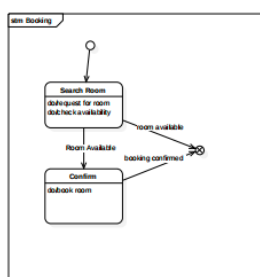 stm Booking
Search Room
do/request for room
do/check availability
room available
Room Available
booking confirmed
Confirm
do/book room